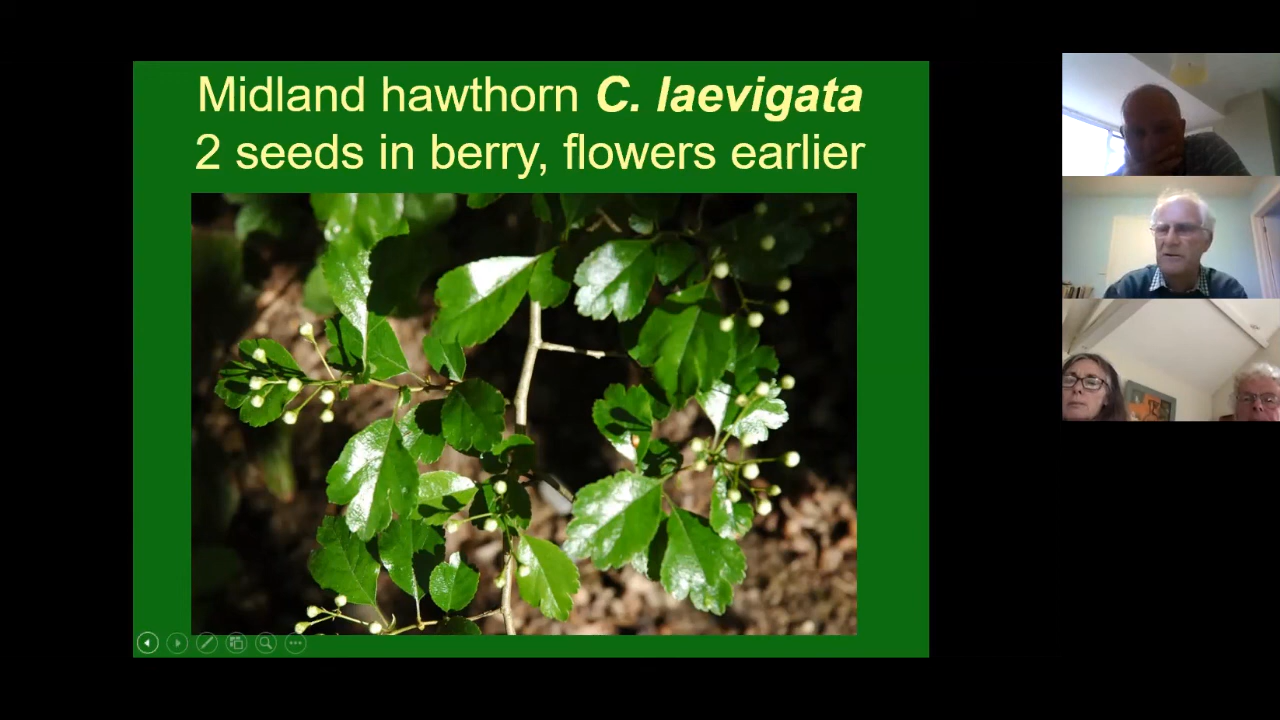 Midland hawthorn C. laevigata
2 seeds in berry, flowers earlier